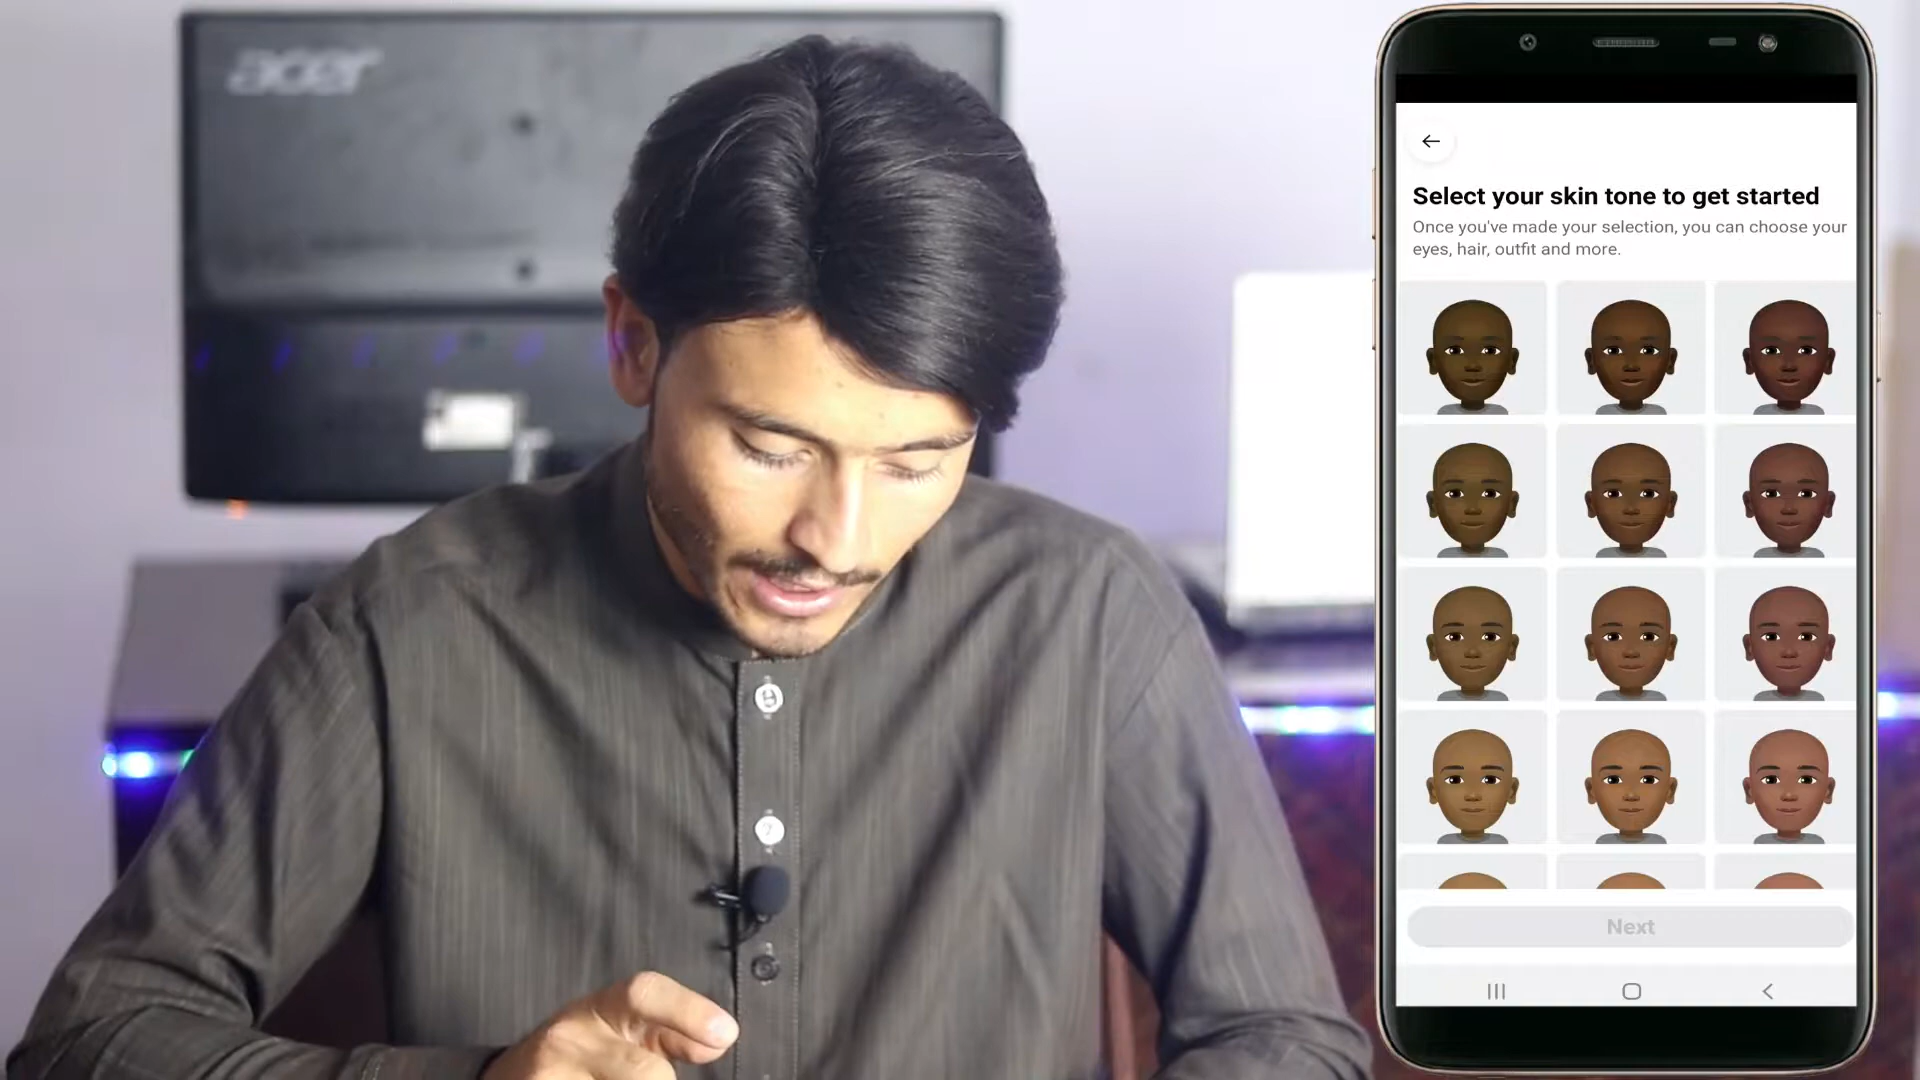 acer
Select your skin tone to get started
Once you've made your selection, you can choose your
eyes, hair, outfit and more.
Next